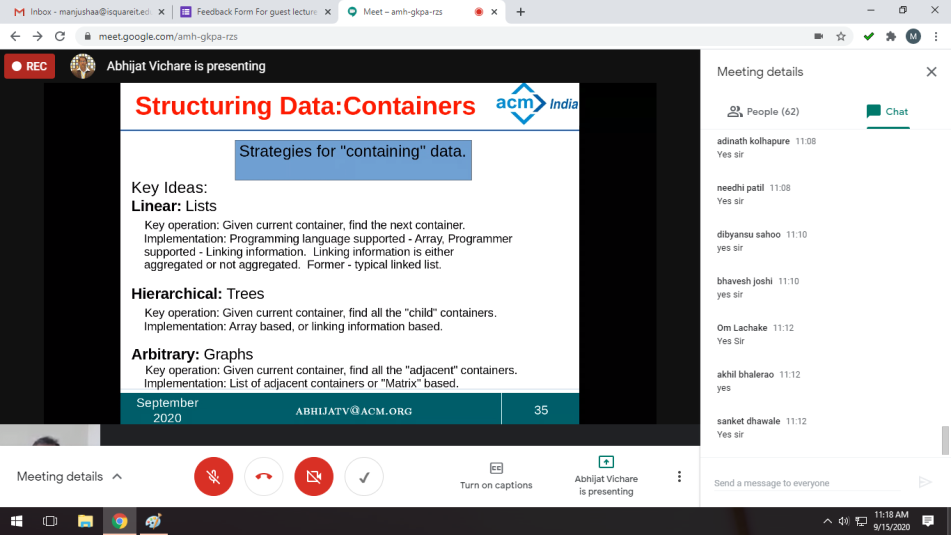 Inbox - manjushaa@isquareit.ed
Feedback Form For guest lecture
Meet – amh-gkpa-rzs
meet.google.com/amh-gkpa-rzs
M
REC
Abhijat Vichare is presenting
Structuring Data:Containers
acm India
Strategies for "containing" data.
Key Ideas:
Linear: Lists
Key operation: Given current container, find the next container.
Implementation: Programming language supported - Array, Programmer
supported - Linking information. Linking information is either
aggregated or not aggregated. Former - typical linked list.
Hierarchical: Trees
Key operation: Given current container, find all the "child" containers.
Implementation: Array based, or linking information based.
Arbitrary: Graphs
Key operation: Given current container, find all the "adjacent" containers.
Implementation: List of adjacent containers or "Matrix" based.
September
2020
ABHIJATV@ACM.ORG
35
Meeting details
CC
Turn on captions
Abhijat Vichare
is presenting
Meeting details
People (62)
Chat
adinath kolhapure 11:08
Yes sir
needhi patil 11:08
Yes sir
dibyansu sahoo 11:10
yes sir
bhavesh joshi 11:10
yes sir
Om Lachake 11:12
Yes Sir
akhil bhalerao 11:12
yes
sanket dhawale 11:12
Yes sir
Send a message to everyone
11:18 AM
9/15/2020